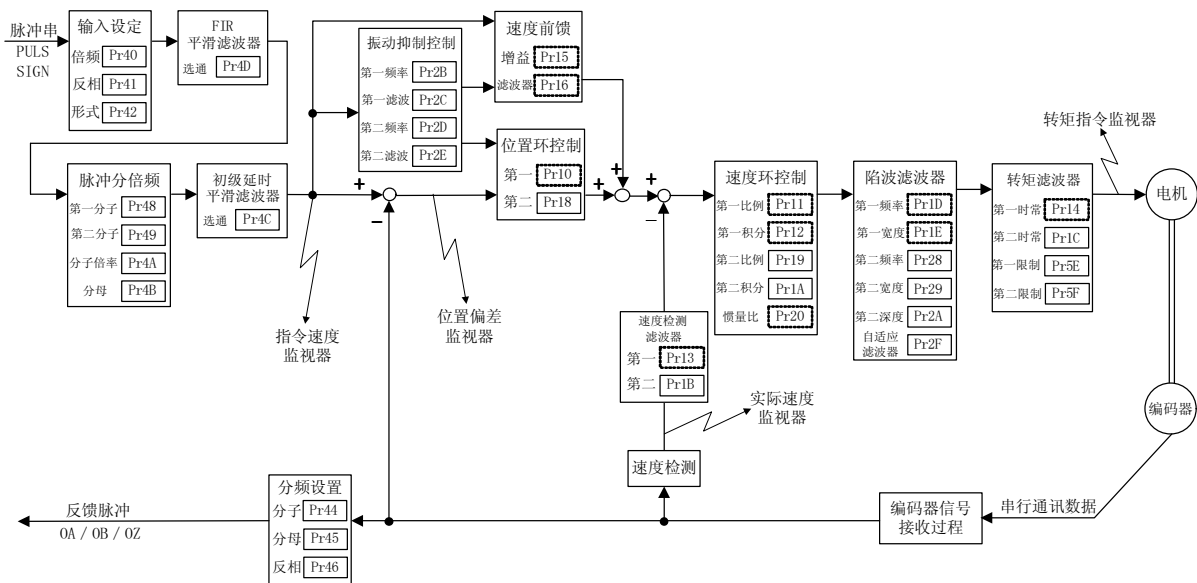 脉冲串
PULS
SIGN
输入设定
倍频 Pr40
反相 Pr41
形式 Pr42
FIR
平滑滤波器
选通 Pr4D
振动抑制控制
第一频率 Pr2B
第一滤波 Pr2C
第二频率 Pr2D
第二滤波 Pr2E
速度前馈
增益 Pr15
滤波器 Pr16
位置环控制
第一 Pr10
第二 Pr18
脉冲分倍频
第一分子 Pr48
第二分子 Pr49
分子倍率 Pr4A
分母 Pr4B
初级延时
平滑滤波器
选通 Pr4C
+
−
+
+
+
−
指令速度
监视器
位置偏差
监视器
速度环控制
第一比例 Pr11
第一积分 Pr12
第二比例 Pr19
第二积分 Pr1A
惯量比 Pr20
陷波滤波器
第一频率 Pr1D
第一宽度 Pr1E
第二频率 Pr28
第二宽度 Pr29
第二深度 Pr2A
自适应
滤波器 Pr2F
转矩滤波器
第一时常 Pr14
第二时常 Pr1C
第一限制 Pr5E
第二限制 Pr5F
转矩指令监视器
电机
编码器
速度检测
滤波器
第一 Pr13
第二 Pr1B
实际速度
监视器
速度检测
反馈脉冲
OA / OB / OZ
分频设置
分子 Pr44
分母 Pr45
反相 Pr46
编码器信号
接收过程
串行通讯数据